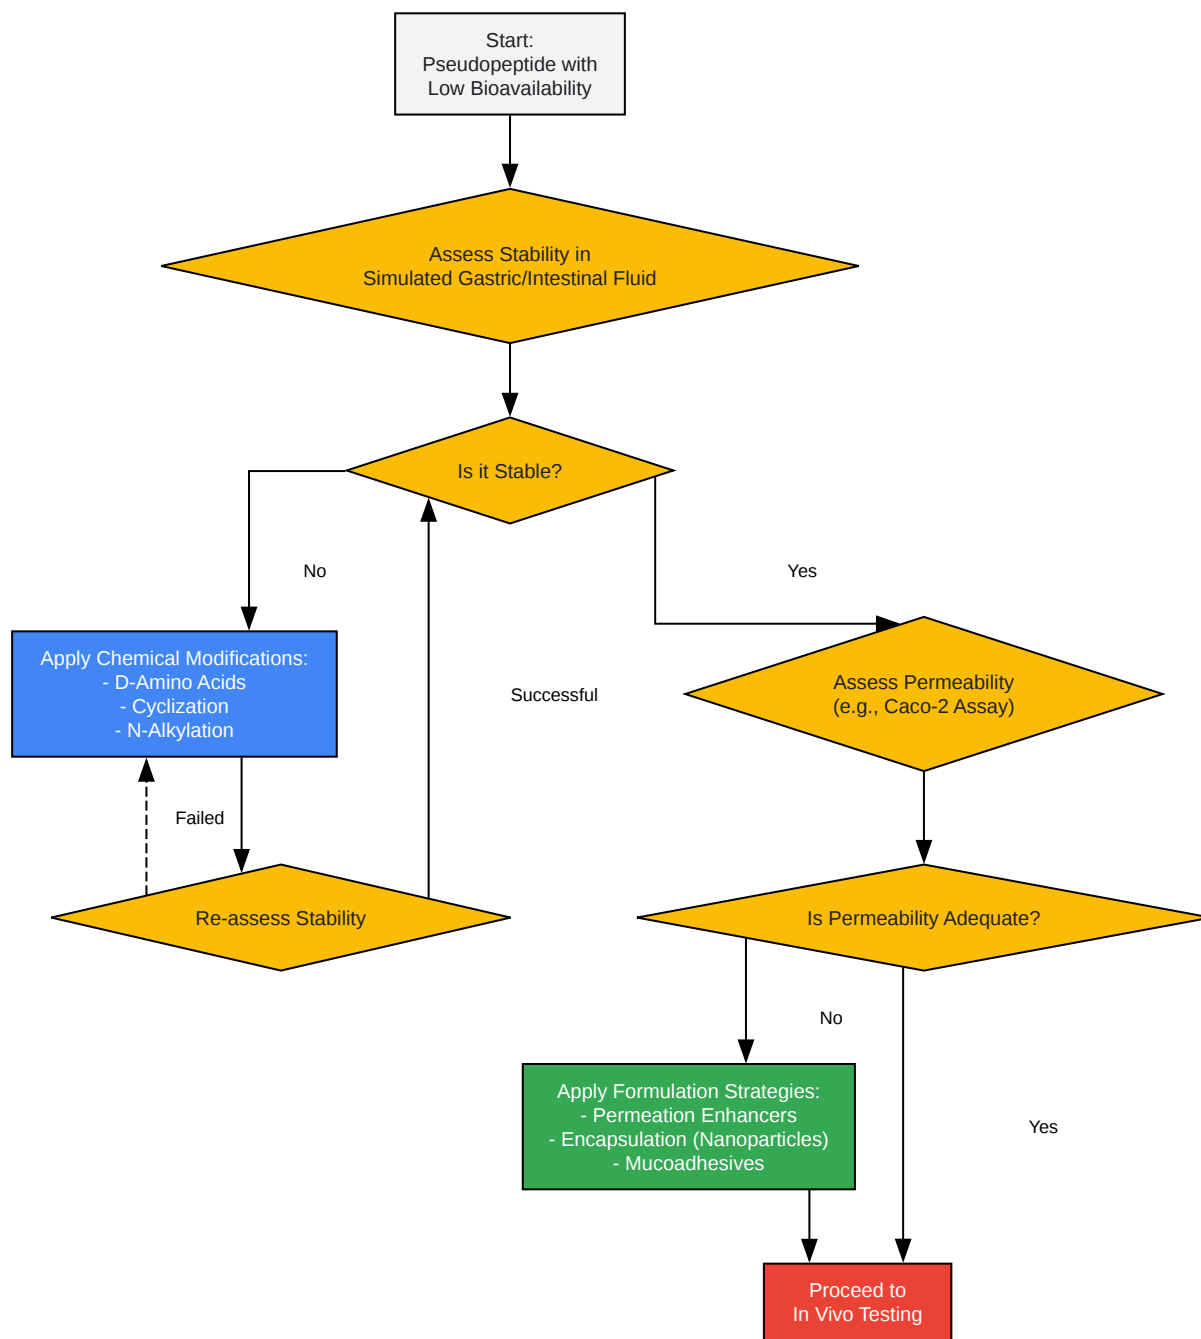 Start:
Pseudopeptide with
Low Bioavailability
Assess Stability in
Simulated Gastric/Intestinal Fluid
Is it Stable?
No
Yes
Apply Chemical Modifications:
- D-Amino Acids
- Cyclization
- N-Alkylation
Successful
Assess Permeability
(e.g., Caco-2 Assay)
Failed
Re-assess Stability
Is Permeability Adequate?
No
Apply Formulation Strategies:
- Permeation Enhancers
- Encapsulation (Nanoparticles)
- Mucoadhesives
Yes
Proceed to
In Vivo Testing